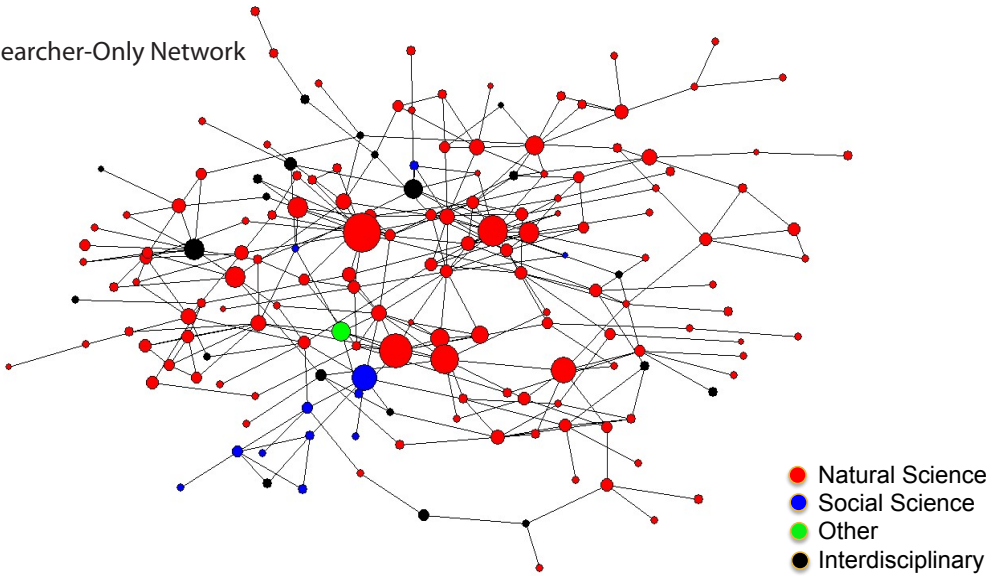 earcher-Only Network
Natural Science
Social Science
Other
Interdisciplinary